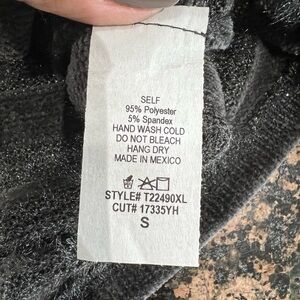 SELF
95% Polyester
5% Spandex
HAND WASH COLD
DO NOT BLEACH
HANG DRY
MADE IN MEXICO
STYLE# T22490XL
CUT# 17335YH
S